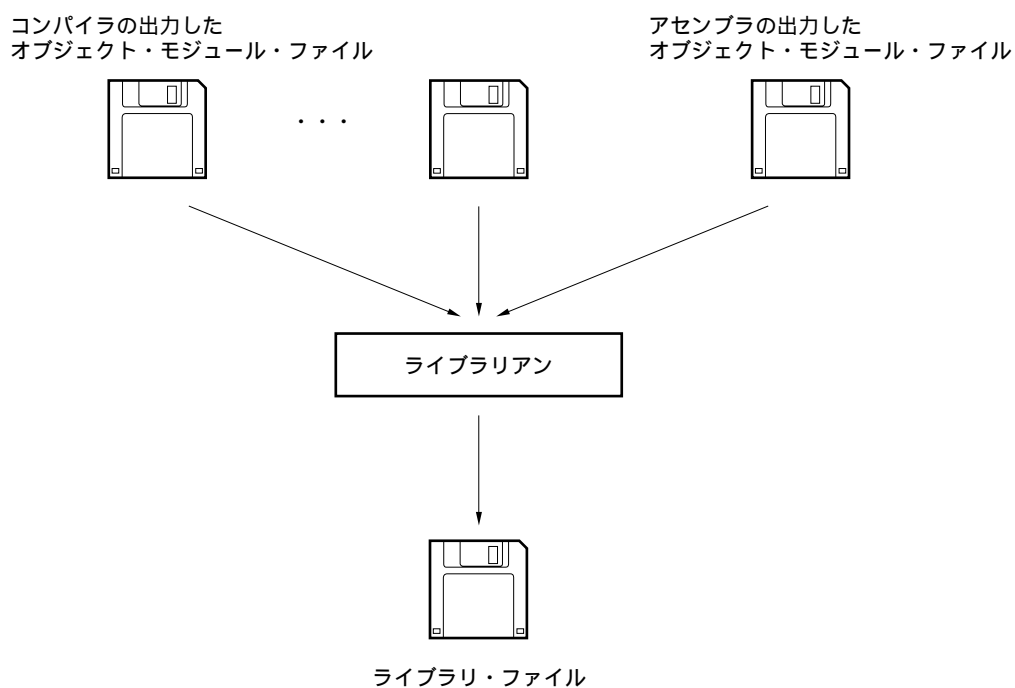 コンパイラの出力した
オブジェクト・モジュール・ファイル
アセンブラの出力した
オブジェクト・モジュール・ファイル
・・・
ライブラリアン
ライブラリ・ファイル